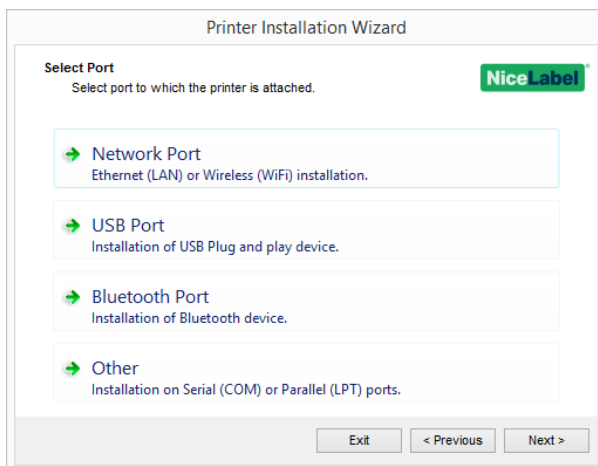 Printer Installation Wizard
Select Port
Select port to which the printer is attached.
NiceLabel
Network Port
Ethernet (LAN) or Wireless (WiFi) installation.
USB Port
Installation of USB Plug and play device.
Bluetooth Port
Installation of Bluetooth device.
Other
Installation on Serial (COM) or Parallel (LPT) ports.
Exit
< Previous
Next >